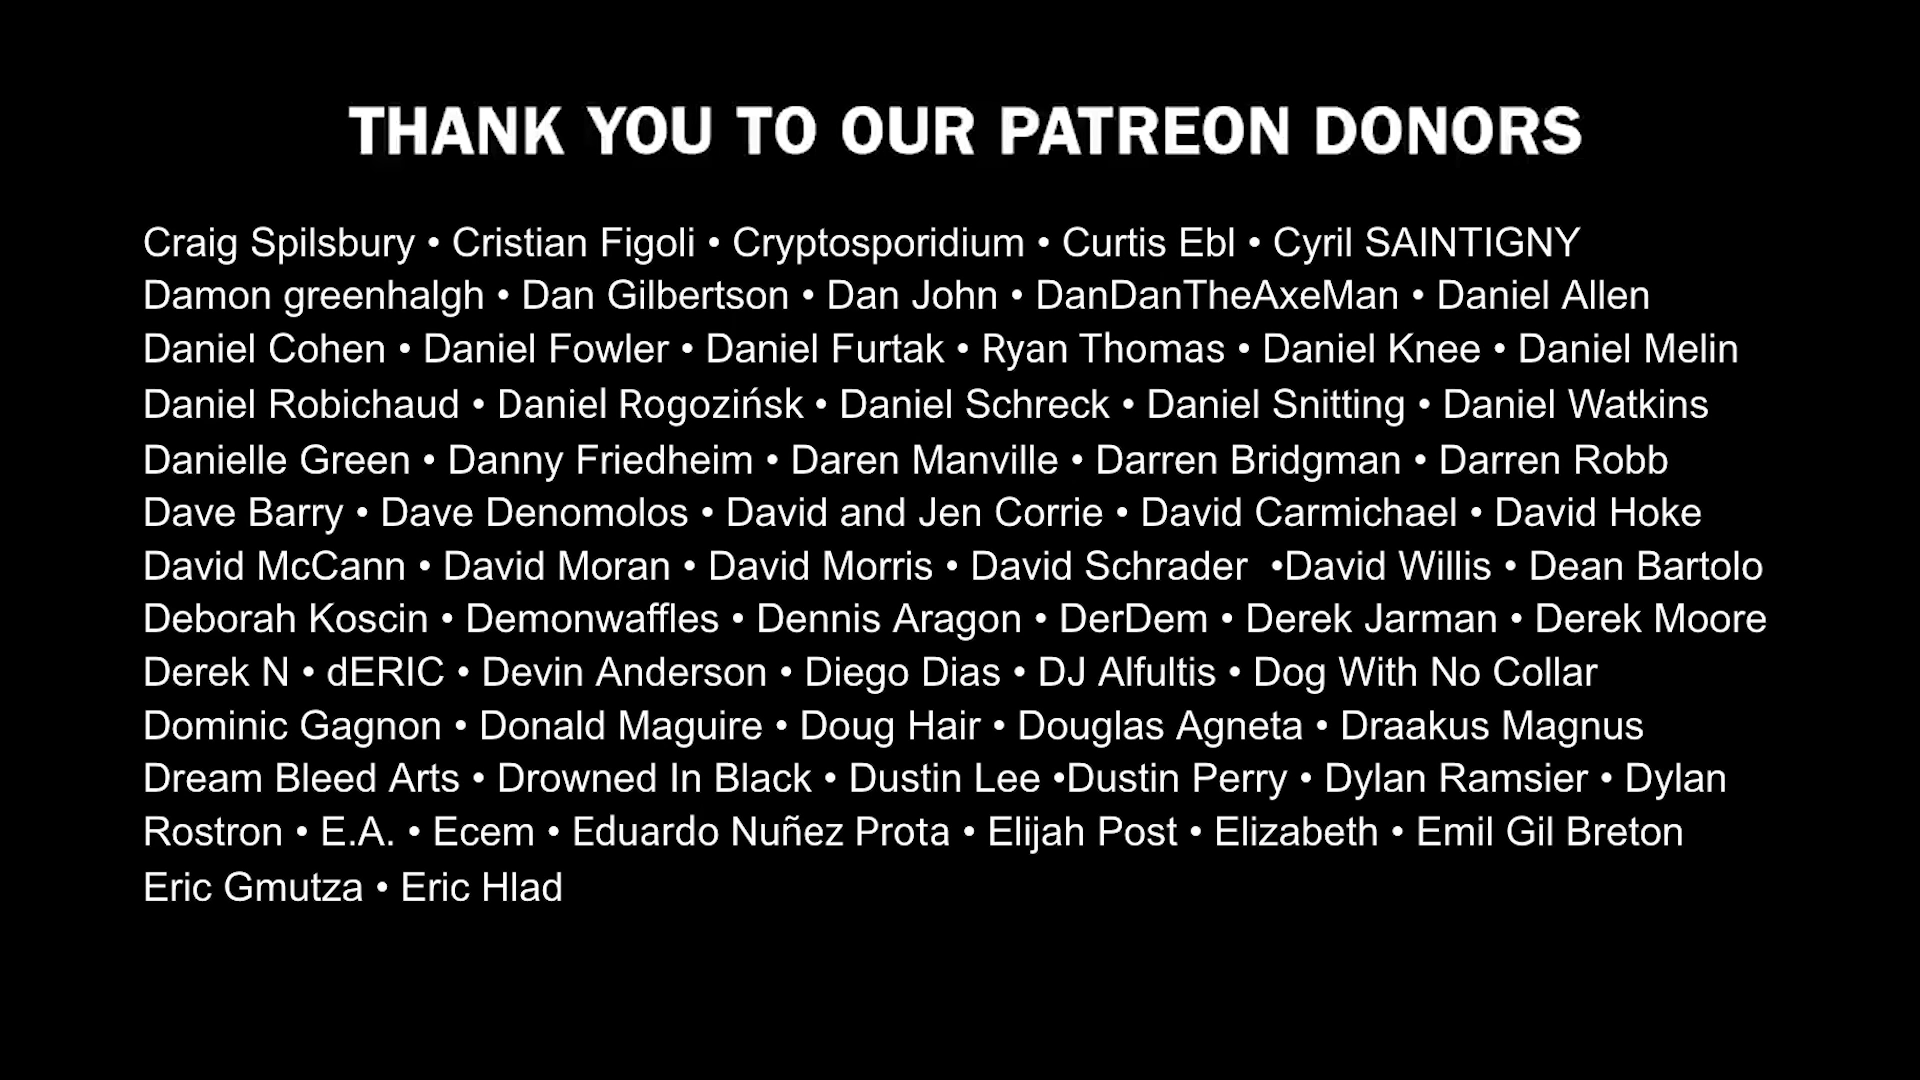 THANK YOU TO OUR PATREON DONORS
Craig Spilsbury • Cristian Figoli • Cryptosporidium • Curtis Ebl • Cyril SAINTIGNY
Damon greenhalgh • Dan Gilbertson • Dan John • DanDanTheAxeMan • Daniel Allen
Daniel Cohen • Daniel Fowler • Daniel Furtak • Ryan Thomas • Daniel Knee • Daniel Melin
Daniel Robichaud • Daniel Rogozińsk • Daniel Schreck • Daniel Snitting • Daniel Watkins
Danielle Green • Danny Friedheim • Daren Manville • Darren Bridgman • Darren Robb
Dave Barry • Dave Denomolos • David and Jen Corrie • David Carmichael • David Hoke
David McCann • David Moran • David Morris • David Schrader  •David Willis • Dean Bartolo
Deborah Koscin • Demonwaffles • Dennis Aragon • DerDem • Derek Jarman • Derek Moore
Derek N • dERIC • Devin Anderson • Diego Dias • DJ Alfultis • Dog With No Collar
Dominic Gagnon • Donald Maguire • Doug Hair • Douglas Agneta • Draakus Magnus
Dream Bleed Arts • Drowned In Black • Dustin Lee •Dustin Perry • Dylan Ramsier • Dylan
Rostron • E.A. • Ecem • Eduardo Nuñez Prota • Elijah Post • Elizabeth • Emil Gil Breton
Eric Gmutza • Eric Hlad